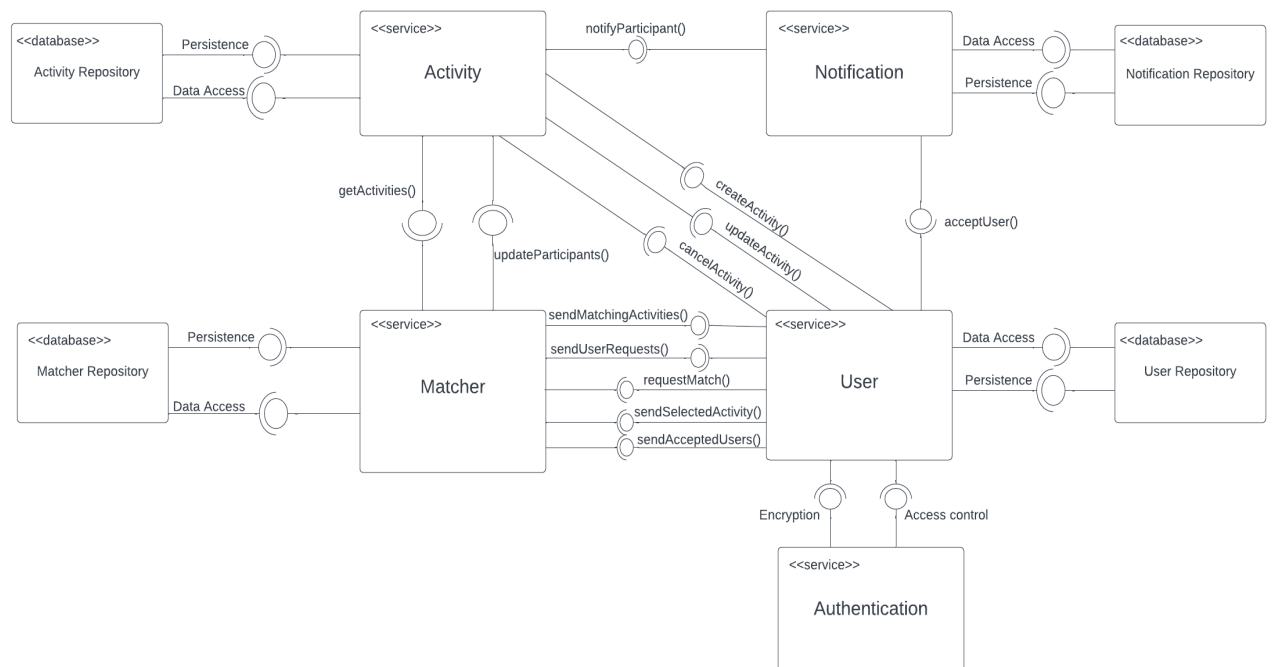 <<database>>
Activity Repository
Persistence
Data Access
<<service>>
Activity
notifyParticipant()
<<service>>
Notification
Data Access
Persistence
<<database>>
Notification Repository
getActivities()
updateParticipants()
createActivity()
updateActivity()
cancelActivity()
acceptUser()
<<database>>
Matcher Repository
Persistence
Data Access
<<service>>
Matcher
sendMatchingActivities()
sendUserRequests()
requestMatch()
sendSelectedActivity()
sendAcceptedUsers()
<<service>>
User
Data Access
Persistence
<<database>>
User Repository
Encryption
Access control
<<service>>
Authentication